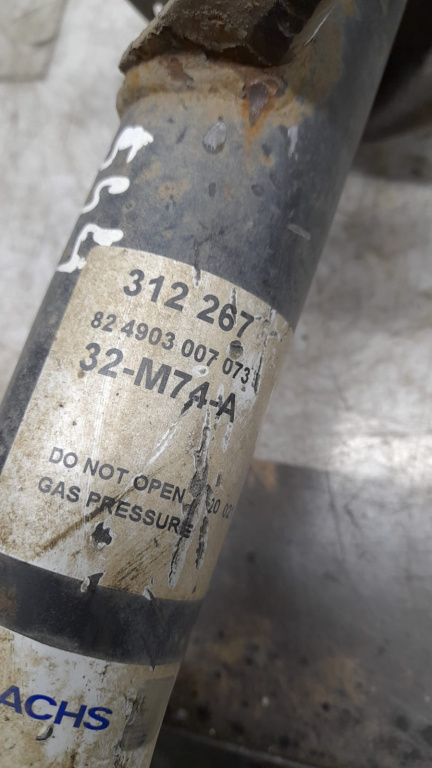 312 267
82 4903 007 073
32-M74-A
DO NOT OPEN
GAS PRESSURE
ACHS